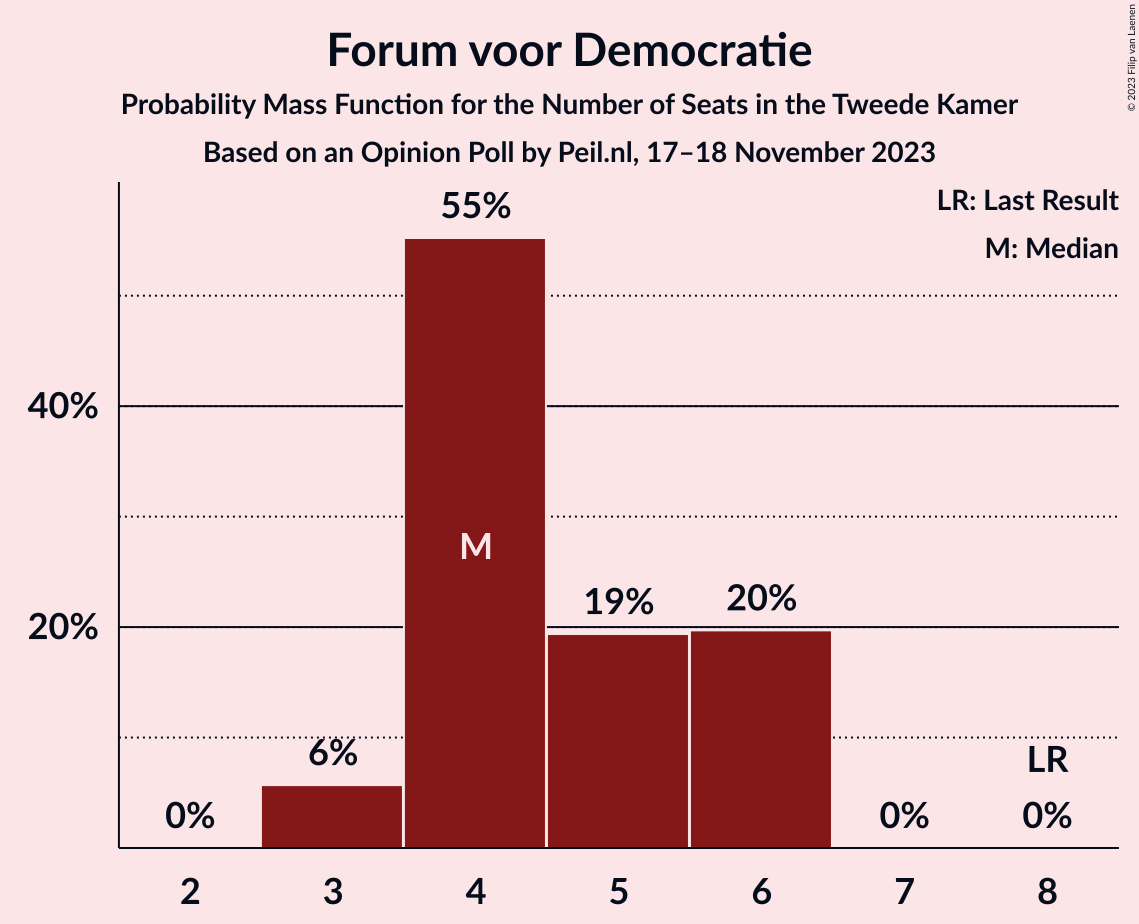 Forum voor Democratie
Probability Mass Function for the Number of Seats in the Tweede Kamer
Based on an Opinion Poll by Peil.nl, 17–18 November 2023
© 2023 Filip van Laenen
LR: Last Result
M: Median
55%
40%
M
19%
20%
20%
6%
LR
0%
0%
0%
2 3 4 5 6 7 8